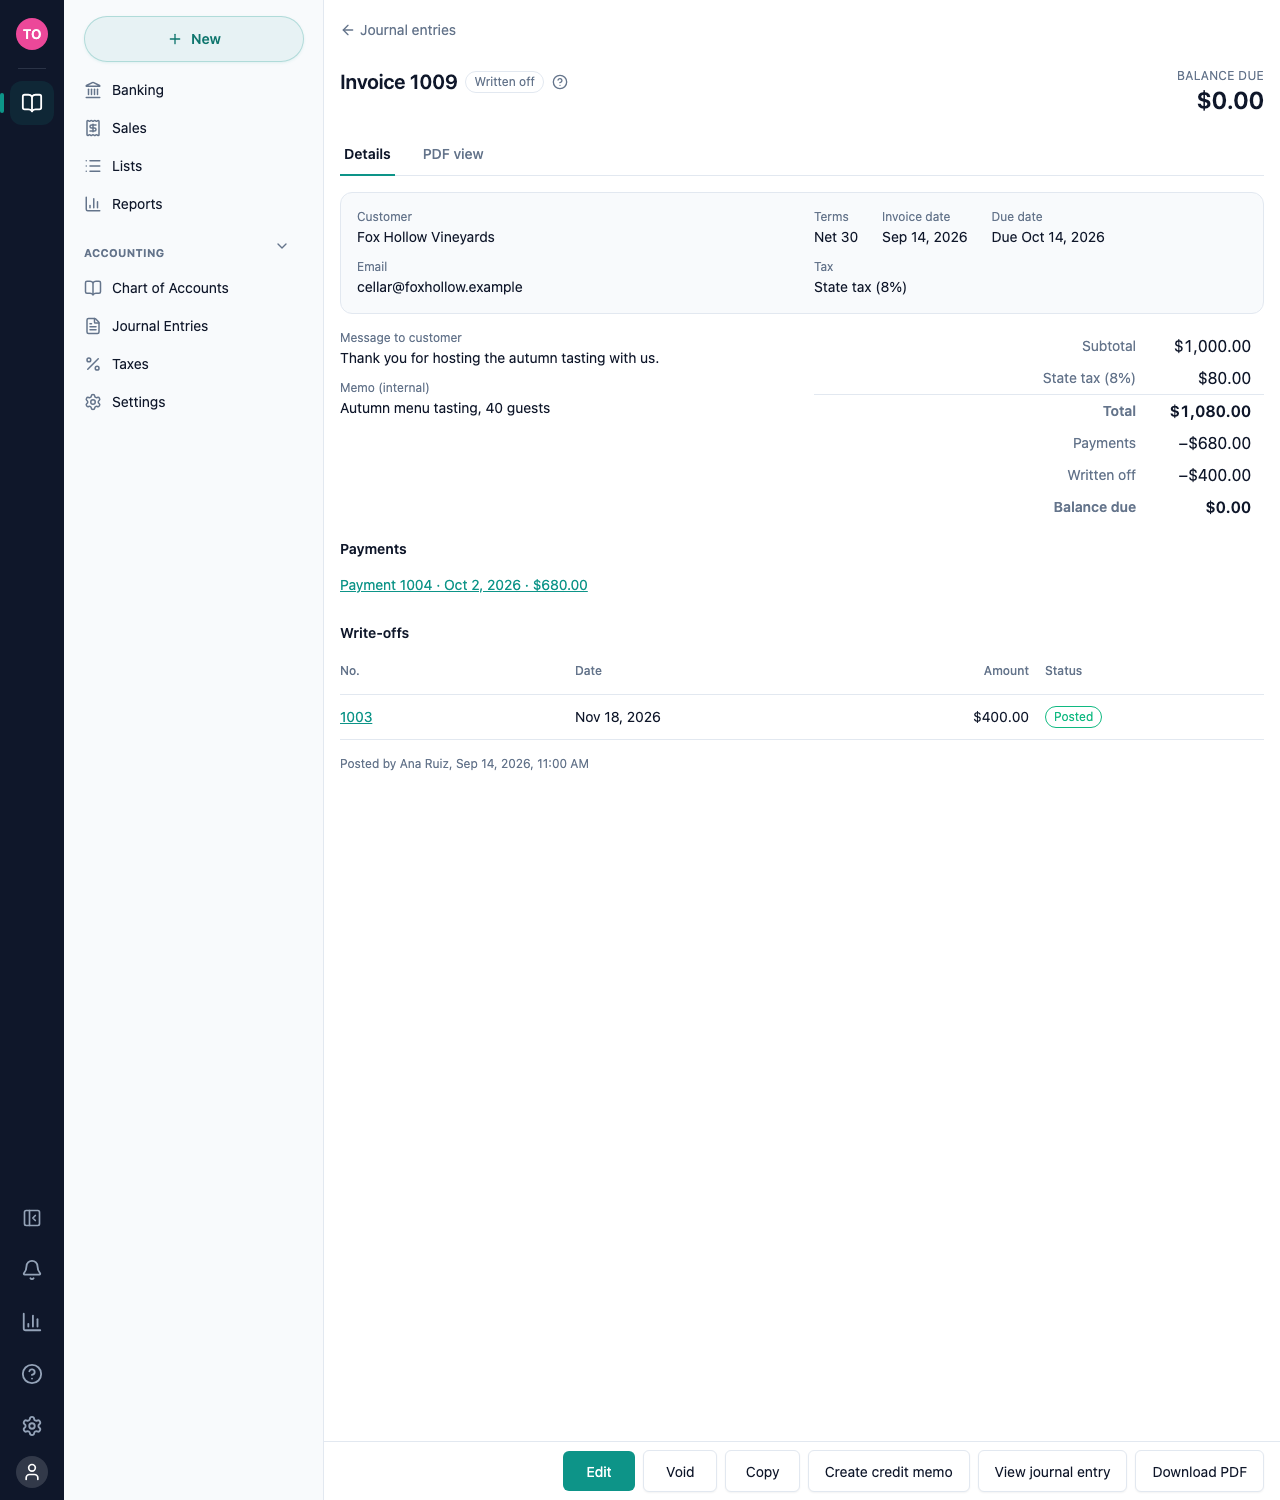 TO
New
Banking
Sales
Lists
Reports
ACCOUNTING
Chart of Accounts
Journal Entries
Taxes
Settings
Journal entries
Invoice 1009 Written off
BALANCE DUE
$0.00
Details PDF view
Customer Terms Invoice date Due date
Fox Hollow Vineyards Net 30 Sep 14, 2026 Due Oct 14, 2026
Email Tax
cellar@foxhollow.example State tax (8%)
Message to customer
Thank you for hosting the autumn tasting with us.
Memo (internal)
Autumn menu tasting, 40 guests
Subtotal $1,000.00
State tax (8%) $80.00
Total $1,080.00
Payments –$680.00
Written off –$400.00
Balance due $0.00
Payments
Payment 1004 · Oct 2, 2026 · $680.00
Write-offs
No. Date Amount Status
1003 Nov 18, 2026 $400.00 Posted
Posted by Ana Ruiz, Sep 14, 2026, 11:00 AM
Edit Void Copy Create credit memo View journal entry Download PDF